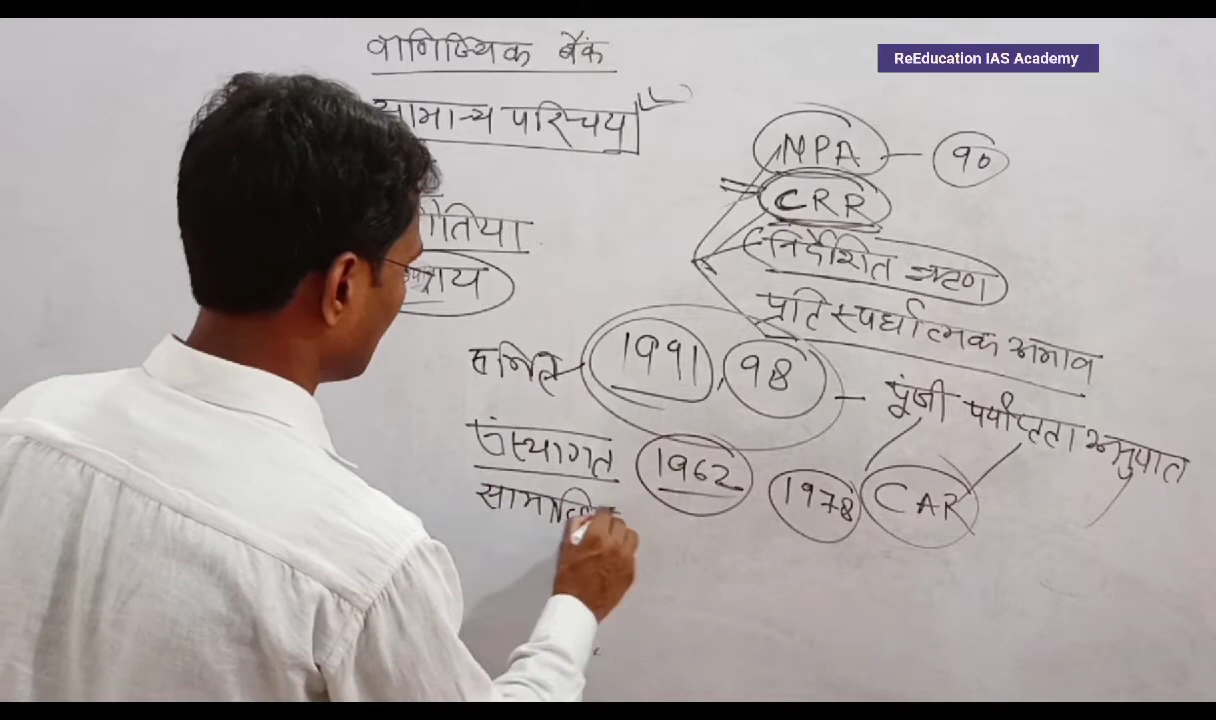 वाणिज्यिक बैंक
ReEducation IAS Academy
सामान्य परिचय
NPA - 90
CRR
निर्देशित ऋण
प्रतिस्पर्धात्मक अभाव
1991, 98 - पूंजी पर्याप्तता अनुपात
संस्थागत 1962 1978 CAR